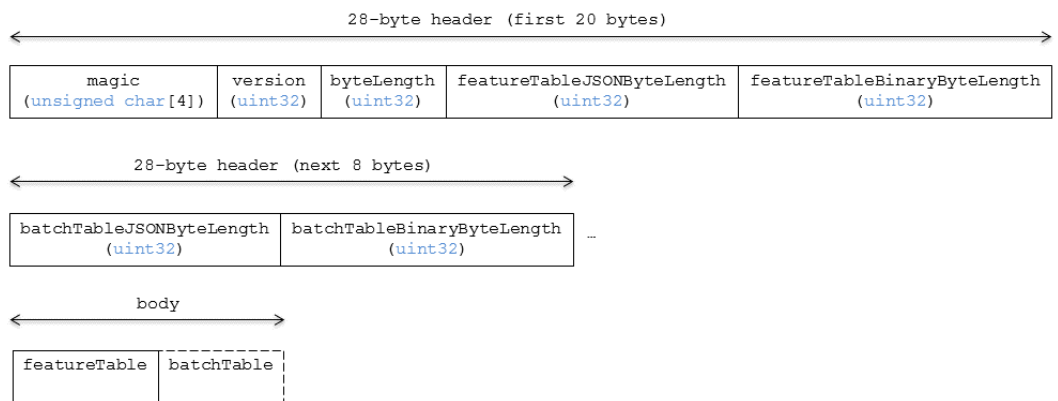 28-byte header (first 20 bytes)
magic version byteLength featureTableJSONByteLength featureTableBinaryByteLength
(unsigned char[4]) (uint32) (uint32) (uint32) (uint32)
28-byte header (next 8 bytes)
batchTableJSONByteLength batchTableBinaryByteLength
(uint32) (uint32) …
body
featureTable batchTable